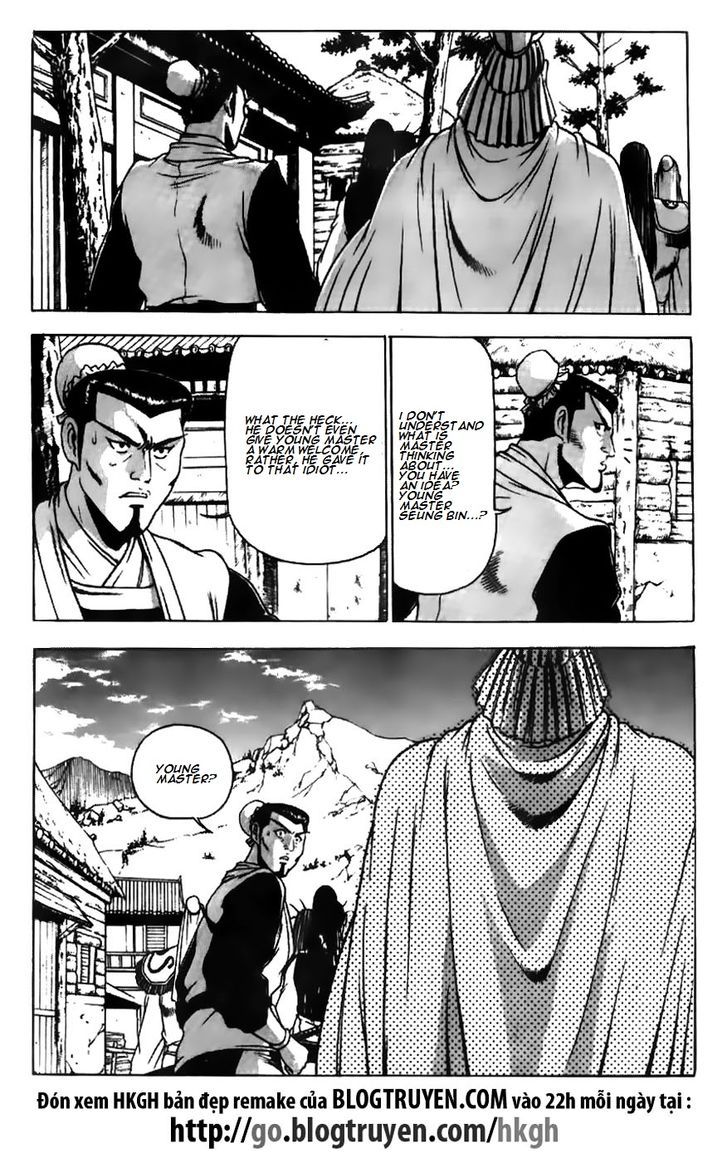 WHAT THE HECK...
HE DOESN'T EVEN
GIVE YOUNG MASTER
A WARM WELCOME.
RATHER, HE GAVE IT
TO THAT IDIOT...
I DON'T
UNDERSTAND
WHAT IS
MASTER
THINKING
ABOUT...
YOU HAVE
AN IDEA?
YOUNG
MASTER
SEUNG BIN...?
YOUNG
MASTER?
Đón xem HKGH bản đẹp remake của BLOGTRUYEN.COM vào 22h mỗi ngày tại :
http://go.blogtruyen.com/hkgh